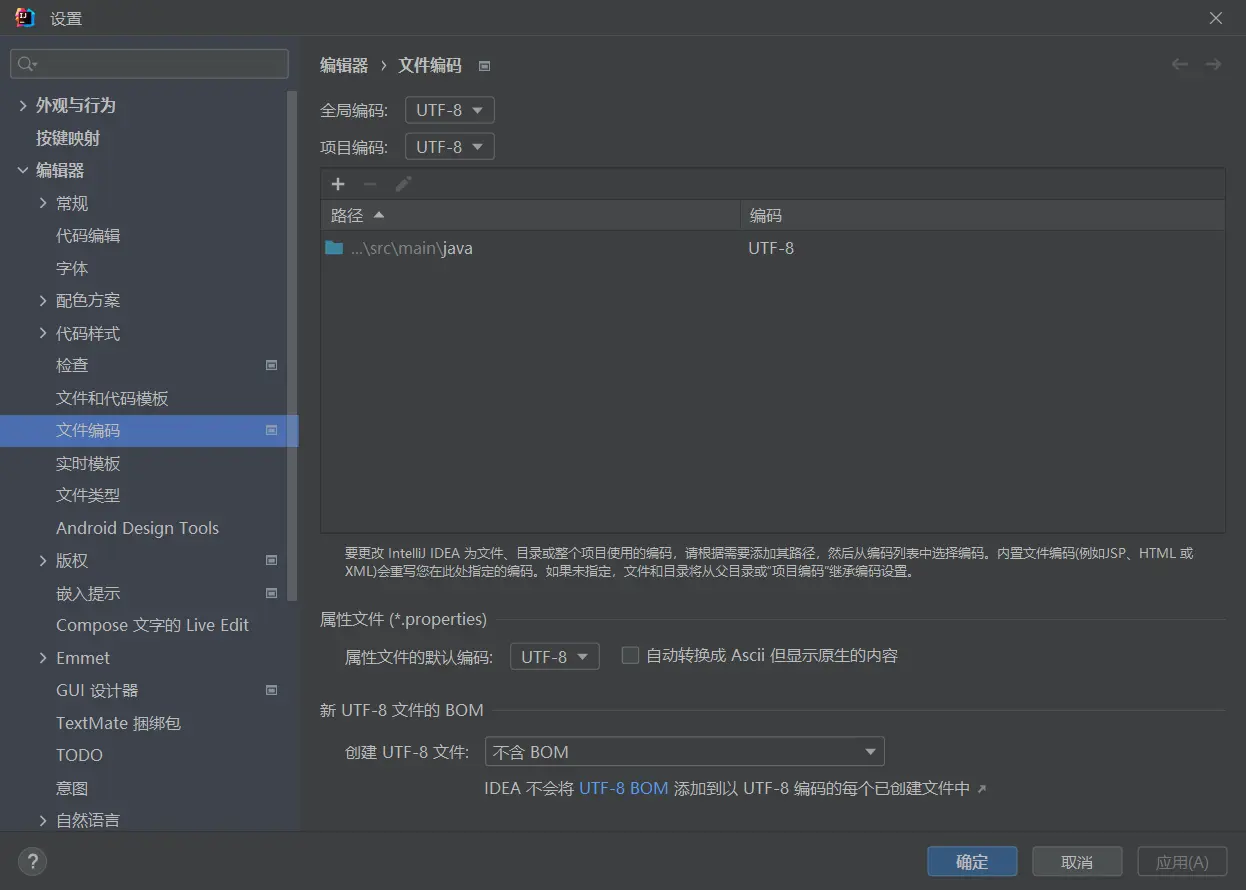 设置
外观与行为
按键映射
编辑器
常规
代码编辑
字体
配色方案
代码样式
检查
文件和代码模板
文件编码
实时模板
文件类型
Android Design Tools
版权
嵌入提示
Compose 文字的 Live Edit
Emmet
GUI 设计器
TextMate 捆绑包
TODO
意图
自然语言
编辑器 › 文件编码
全局编码: UTF-8
项目编码: UTF-8
路径 编码
...\src\main\java UTF-8
要更改 IntelliJ IDEA 为文件、目录或整个项目使用的编码，请根据需要添加其路径，然后从编码列表中选择编码。内置文件编码(例如JSP、HTML 或
XML)会重写您在此处指定的编码。如果未指定，文件和目录将从父目录或“项目编码”继承编码设置。
属性文件 (*.properties)
属性文件的默认编码: UTF-8 自动转换成 Ascii 但显示原生的内容
新 UTF-8 文件的 BOM
创建 UTF-8 文件: 不含 BOM
IDEA 不会将 UTF-8 BOM 添加到以 UTF-8 编码的每个已创建文件中
? 确定 取消 应用(A)